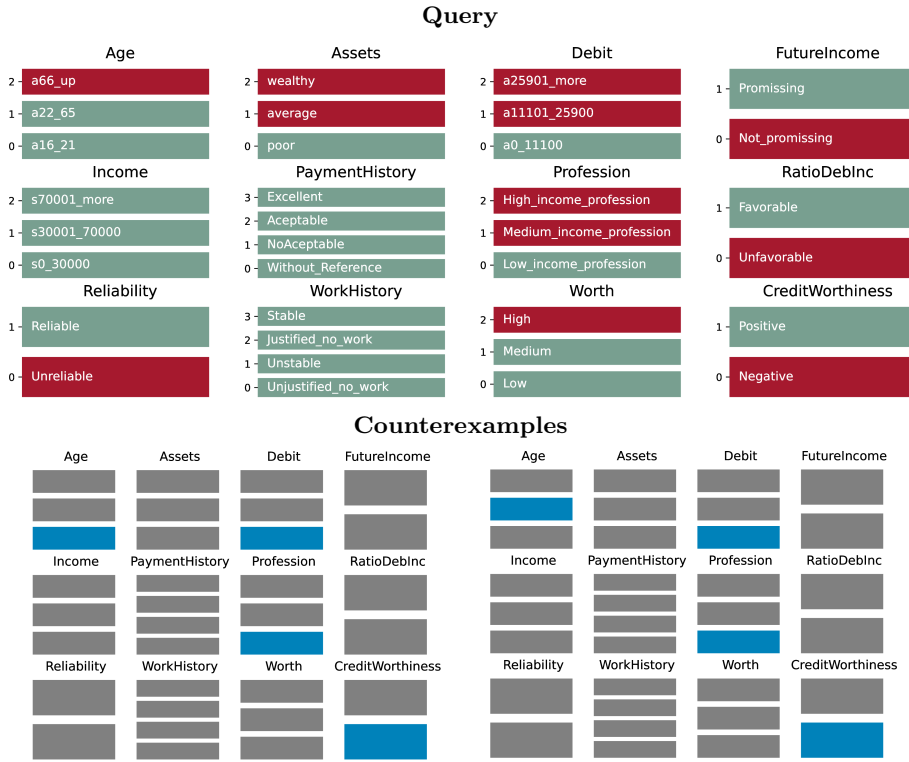 Query
Age Assets Debit FutureIncome
2 a66_up 2 wealthy 2 a25901_more 1 Promissing
1 a22_65 1 average 1 a11101_25900 0 Not_promissing
0 a16_21 0 poor 0 a0_11100
Income PaymentHistory Profession RatioDebInc
2 s70001_more 3 Excellent 2 High_income_profession 1 Favorable
1 s30001_70000 2 Aceptable 1 Medium_income_profession 0 Unfavorable
0 s0_30000 1 NoAceptable 0 Low_income_profession
0 Without_Reference
Reliability WorkHistory Worth CreditWorthiness
1 Reliable 3 Stable 2 High 1 Positive
0 Unreliable 2 Justified_no_work 1 Medium 0 Negative
1 Unstable 0 Low
0 Unjustified_no_work
Counterexamples
Age Assets Debit FutureIncome Age Assets Debit FutureIncome
Income PaymentHistory Profession RatioDebInc Income PaymentHistory Profession RatioDebInc
Reliability WorkHistory Worth CreditWorthiness Reliability WorkHistory Worth CreditWorthiness